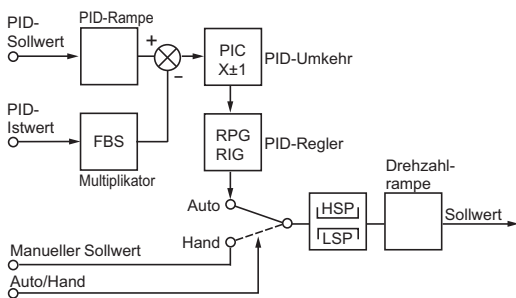 PID-
Sollwert
PID-Rampe
+
−
PIC
X±1
PID-Umkehr
PID-
Istwert
FBS
Multiplikator
RPG
RIG
PID-Regler
Auto
Hand
HSP
LSP
Drehzahl-
rampe
Sollwert
Manueller Sollwert
Auto/Hand